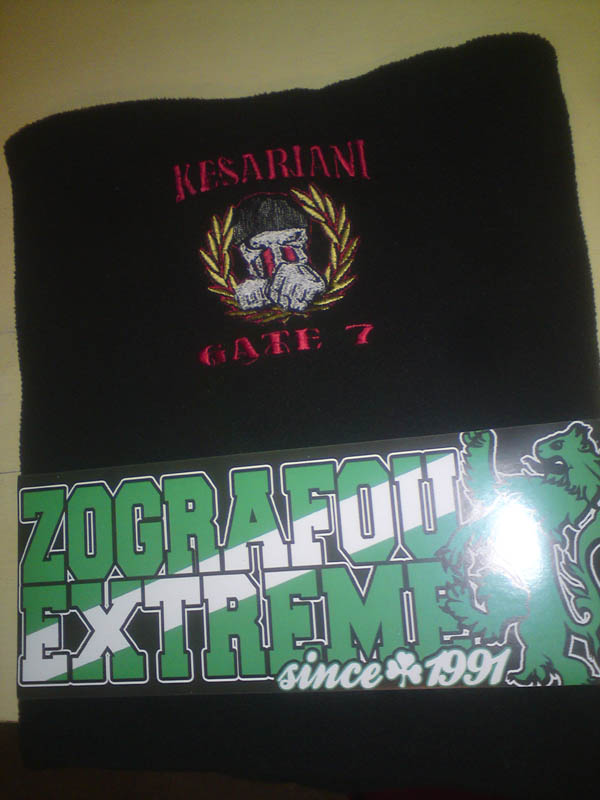 KESARIANI
GATE 7
ZOGRAFOU
EXTREME
since 1991